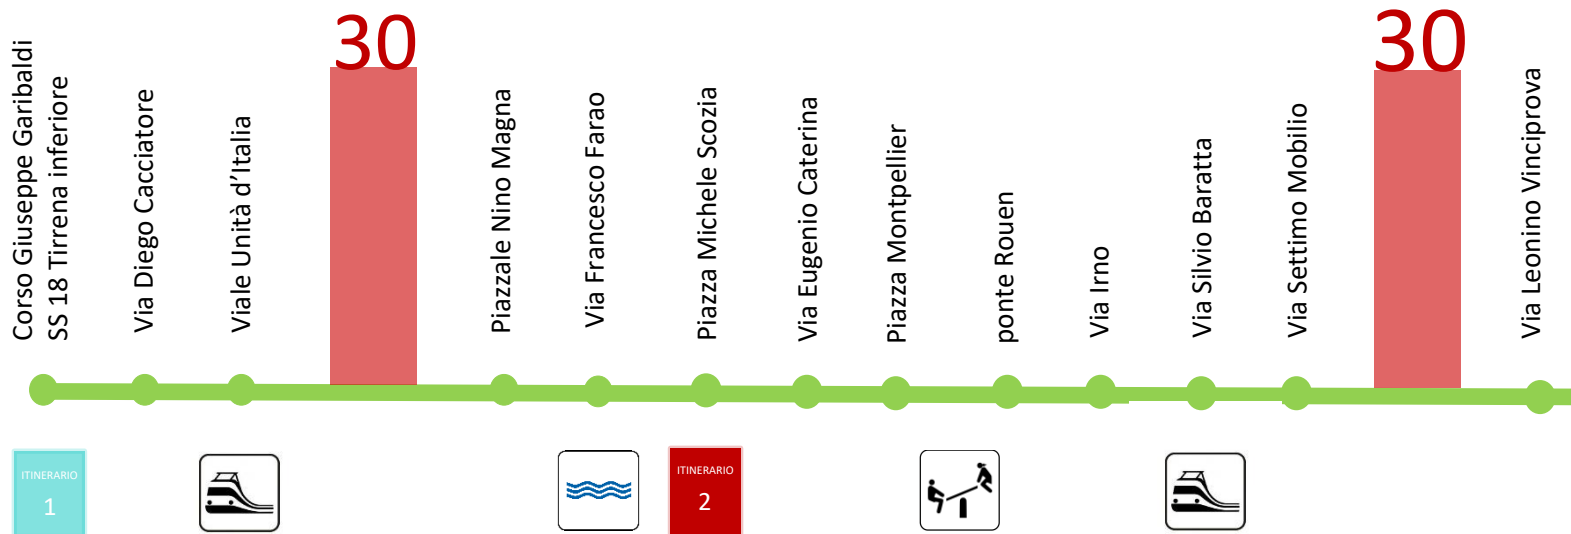 Corso Giuseppe Garibaldi
SS 18 Tirrena inferiore
Via Diego Cacciatore
Viale Unità d’Italia
30
Piazzale Nino Magna
Via Francesco Farao
Piazza Michele Scozia
Via Eugenio Caterina
Piazza Montpellier
ponte Rouen
Via Irno
Via Silvio Baratta
Via Settimo Mobilio
30
Via Leonino Vinciprova
ITINERARIO
1
ITINERARIO
2